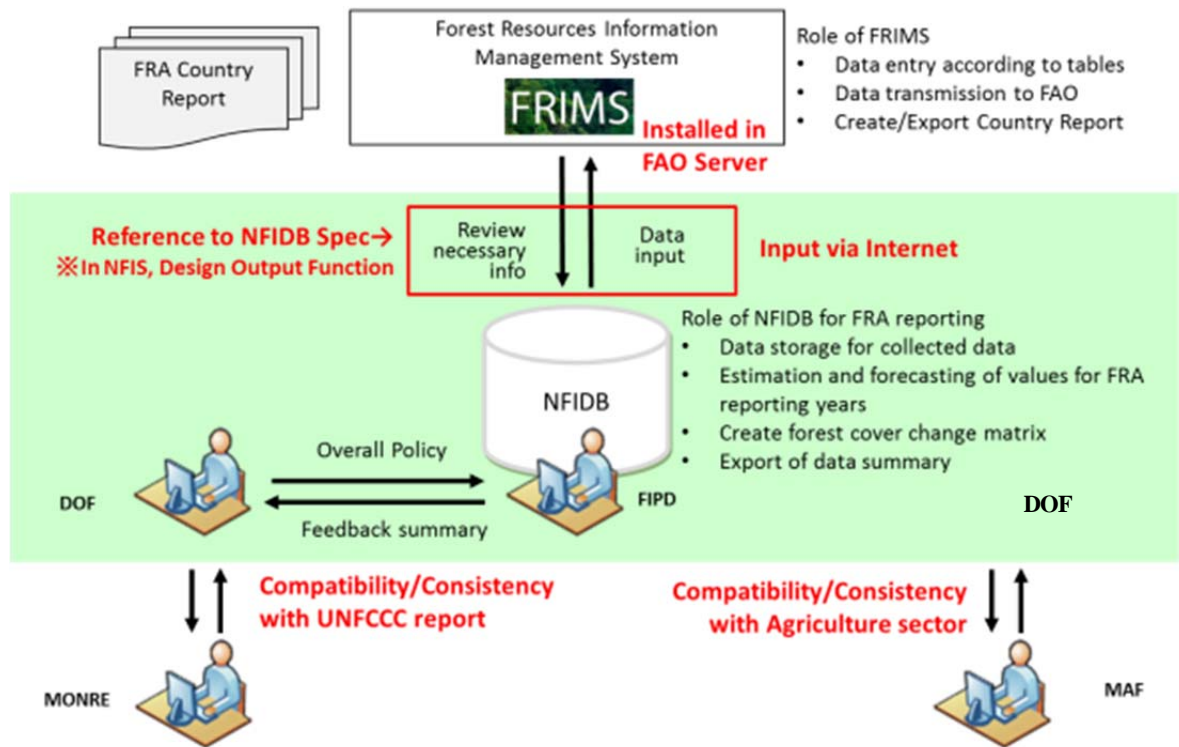 FRA Country
Report
Forest Resources Information
Management System
FRIMS
Installed in
FAO Server
Role of FRIMS
• Data entry according to tables
• Data transmission to FAO
• Create/Export Country Report
Reference to NFIDB Spec→
※In NFIS, Design Output Function
Review
necessary
info
Data
input
Input via Internet
NFIDB
Role of NFIDB for FRA reporting
• Data storage for collected data
• Estimation and forecasting of values for FRA
reporting years
• Create forest cover change matrix
• Export of data summary
DOF
Overall Policy
Feedback summary
FIPD
DOF
Compatibility/Consistency
with UNFCCC report
Compatibility/Consistency
with Agriculture sector
MONRE
MAF